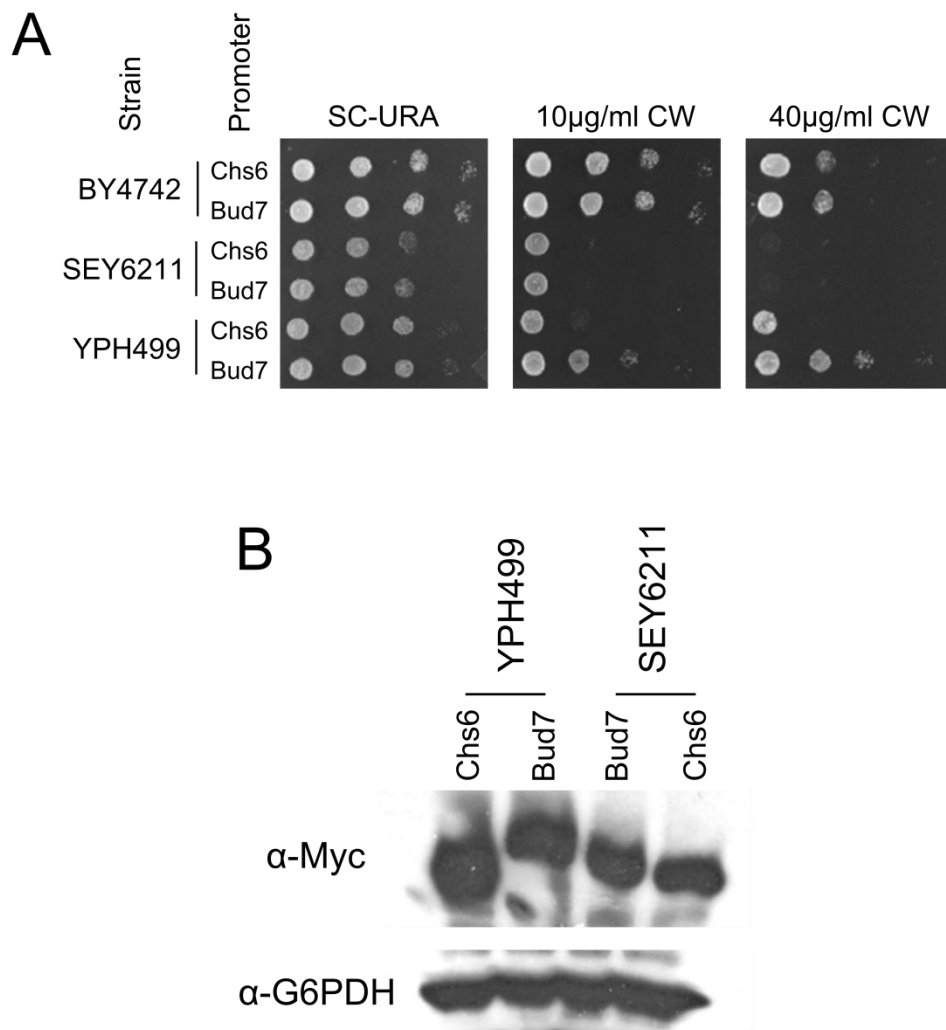 A
Strain
Promoter
SC-URA
10µg/ml CW
40µg/ml CW
BY4742
Chs6
Bud7
SEY6211
Chs6
Bud7
YPH499
Chs6
Bud7
B
YPH499
SEY6211
Chs6
Bud7
Bud7
Chs6
α-Myc
α-G6PDH